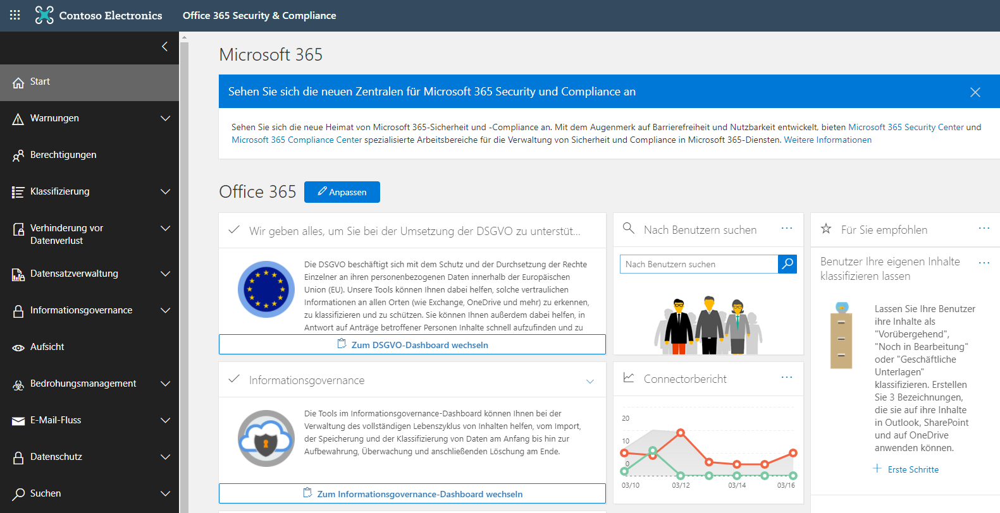 Contoso Electronics
Office 365 Security & Compliance
Start
Warnungen
Berechtigungen
Klassifizierung
Verhinderung vor
Datenverlust
Datensatzverwaltung
Informationsgovernance
Aufsicht
Bedrohungsmanagement
E-Mail-Fluss
Datenschutz
Suchen
Microsoft 365
Sehen Sie sich die neuen Zentralen für Microsoft 365 Security und Compliance an
Sehen Sie sich die neue Heimat von Microsoft 365-Sicherheit und -Compliance an. Mit dem Augenmerk auf Barrierefreiheit und Nutzbarkeit entwickelt, bieten Microsoft 365 Security Center und
Microsoft 365 Compliance Center spezialisierte Arbeitsbereiche für die Verwaltung von Sicherheit und Compliance in Microsoft 365-Diensten. Weitere Informationen
Office 365
Anpassen
Wir geben alles, um Sie bei der Umsetzung der DSGVO zu unterstüt...
Die DSGVO beschäftigt sich mit dem Schutz und der Durchsetzung der Rechte
Einzelner an ihren personenbezogenen Daten innerhalb der Europäischen
Union (EU). Unsere Tools können Ihnen dabei helfen, solche vertraulichen
Informationen an allen Orten (wie Exchange, OneDrive und mehr) zu erkennen,
zu klassifizieren und zu schützen. Sie können Ihnen außerdem dabei helfen, in
Antwort auf Anträge betroffener Personen Inhalte schnell aufzufinden und zu
Zum DSGVO-Dashboard wechseln
Informationsgovernance
Die Tools im Informationsgovernance-Dashboard können Ihnen bei der
Verwaltung des vollständigen Lebenszyklus von Inhalten helfen, vom Import,
der Speicherung und der Klassifizierung von Daten am Anfang bis hin zur
Aufbewahrung, Überwachung und anschließenden Löschung am Ende.
Zum Informationsgovernance-Dashboard wechseln
Nach Benutzern suchen
Nach Benutzern suchen
Connectorbericht
20
10
0
03/10
03/12
03/14
03/16
Für Sie empfohlen
Benutzer Ihre eigenen Inhalte
klassifizieren lassen
Lassen Sie Ihre Benutzer
ihre Inhalte als
"Vorübergehend",
"Noch in Bearbeitung"
oder "Geschäftliche
Unterlagen"
klassifizieren. Erstellen
Sie 3 Bezeichnungen,
die sie auf ihre Inhalte
in Outlook, SharePoint
und auf OneDrive
anwenden können.
Erste Schritte